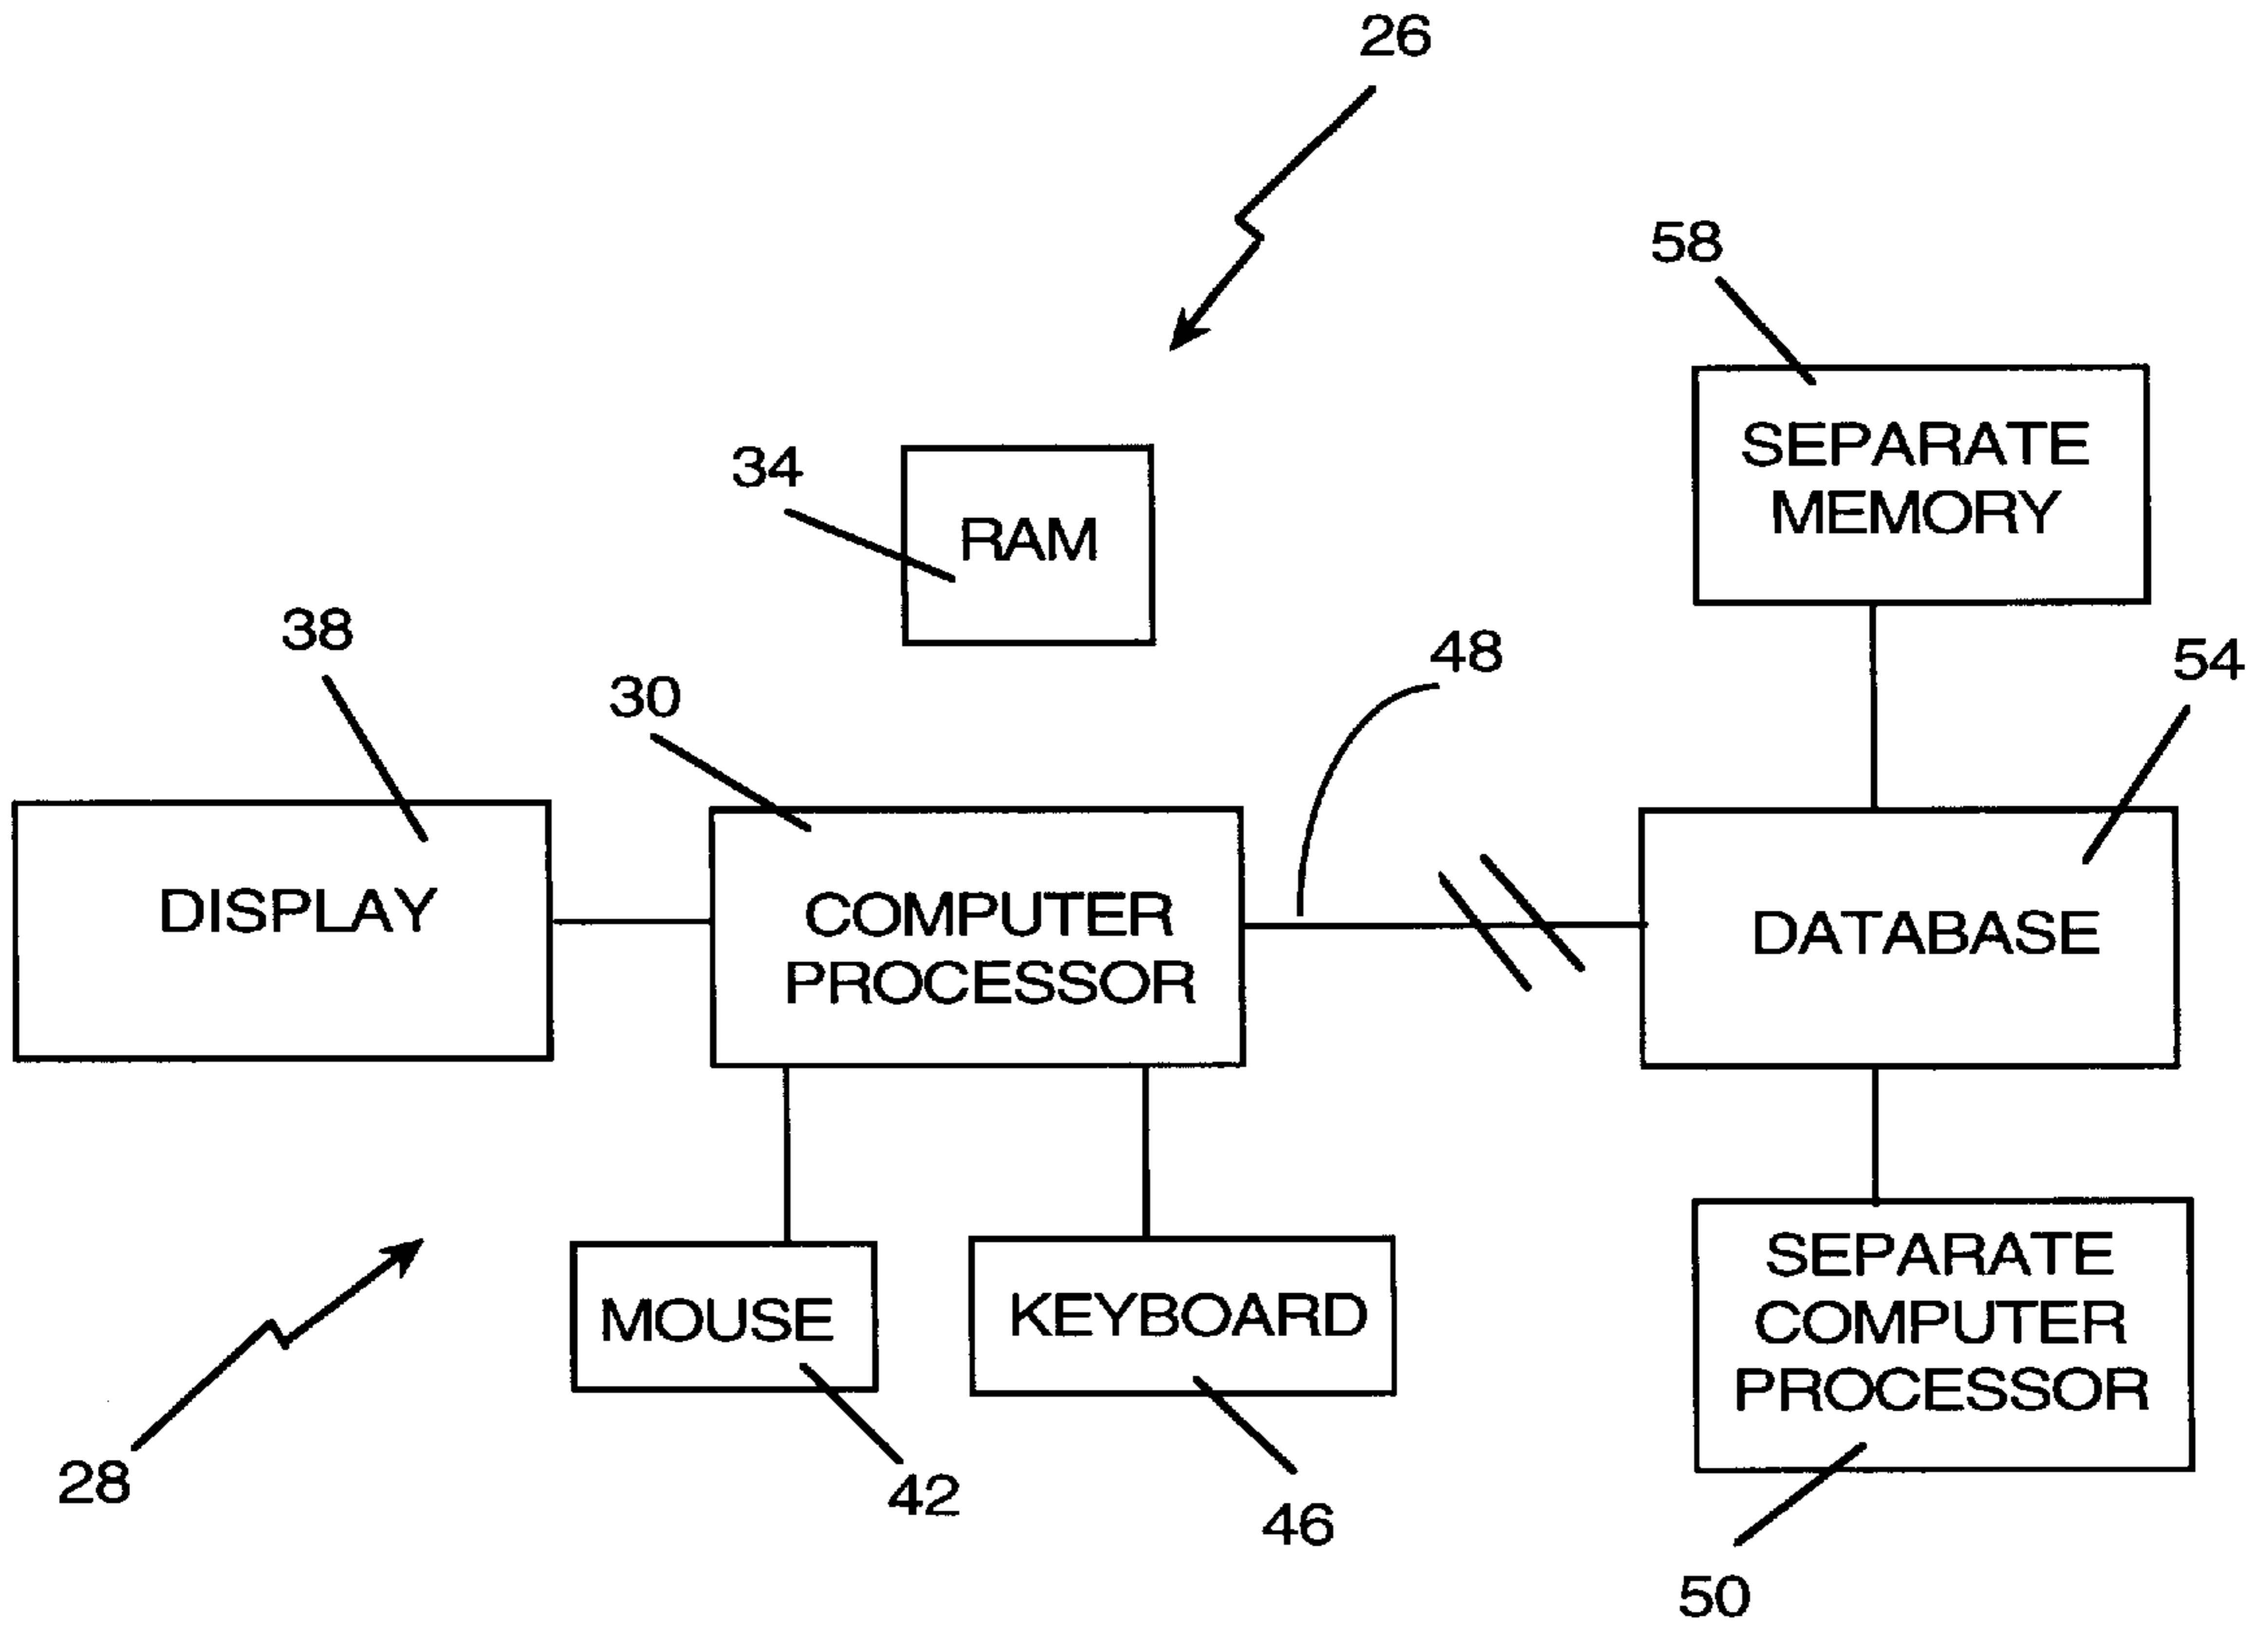 26
58
SEPARATE
MEMORY
34
RAM
38
48
54
30
DISPLAY
COMPUTER
PROCESSOR
DATABASE
SEPARATE
COMPUTER
PROCESSOR
MOUSE
KEYBOARD
28
42
46
50